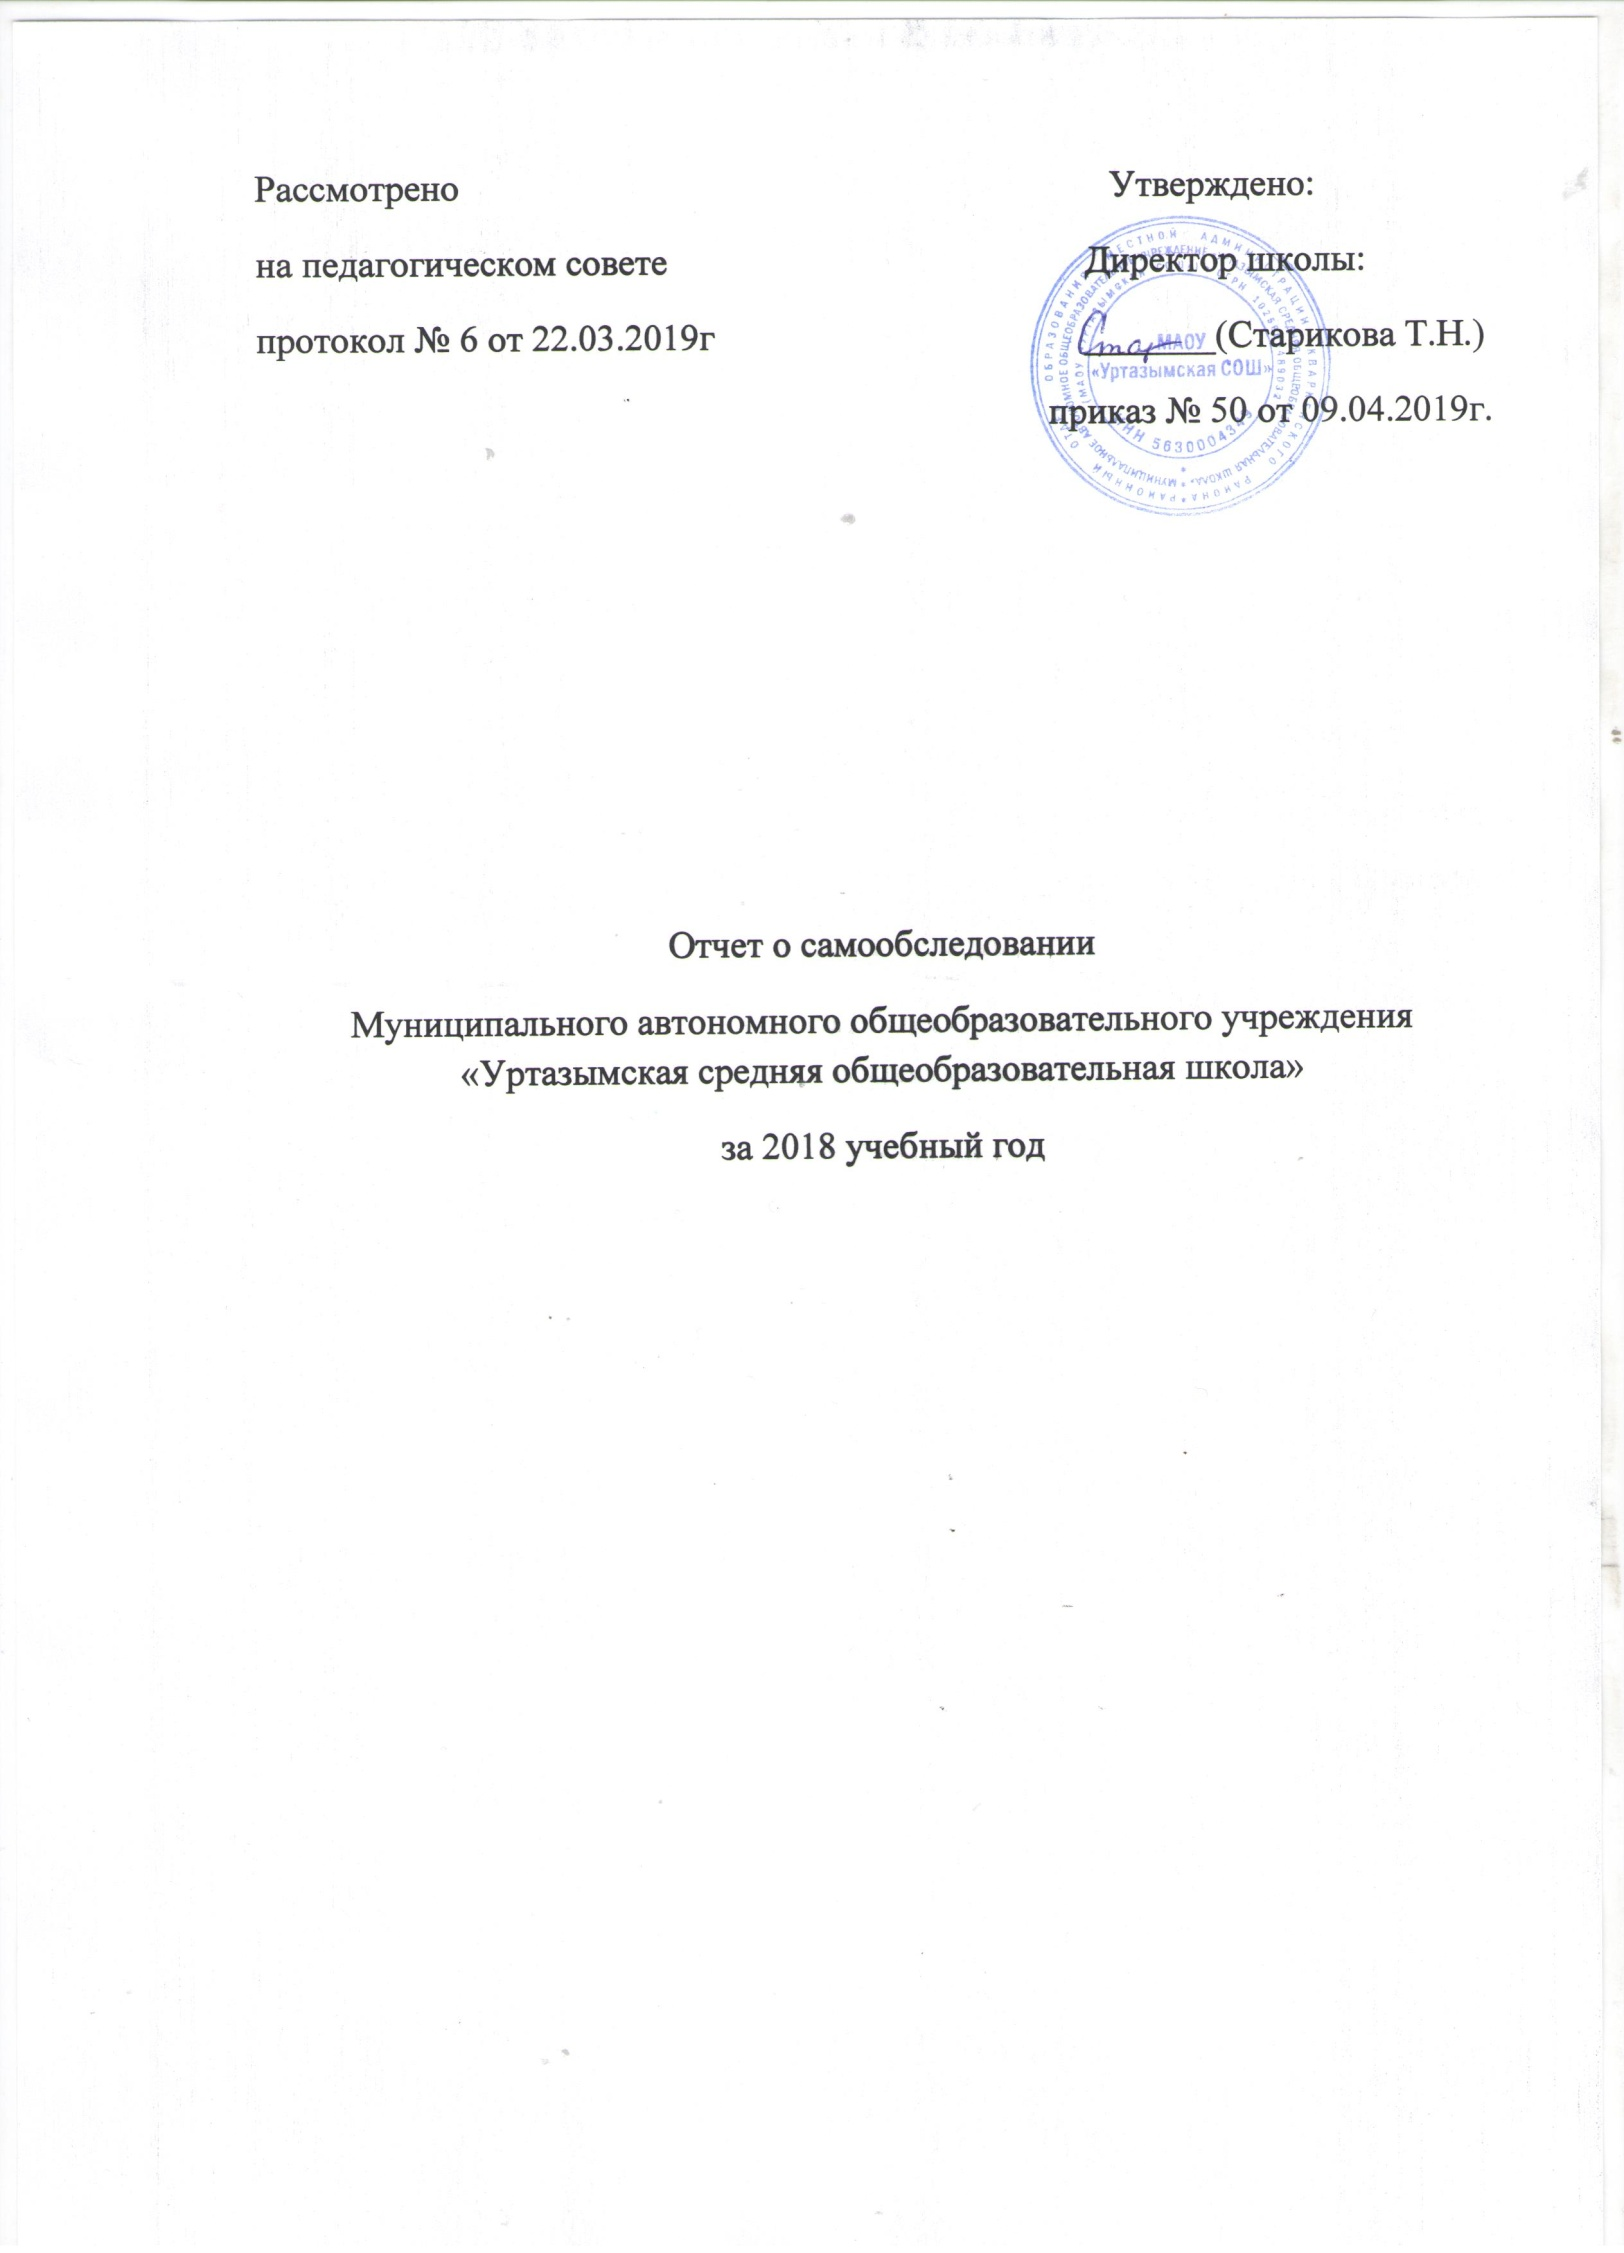 Рассмотрено
на педагогическом совете
протокол № 6 от 22.03.2019г
Утверждено:
Директор школы:
(Старикова Т.Н.)
приказ № 50 от 09.04.2019г.
МАОУ
«Уртазымская СОШ»
Отчет о самообследовании
Муниципального автономного общеобразовательного учреждения
«Уртазымская средняя общеобразовательная школа»
за 2018 учебный год